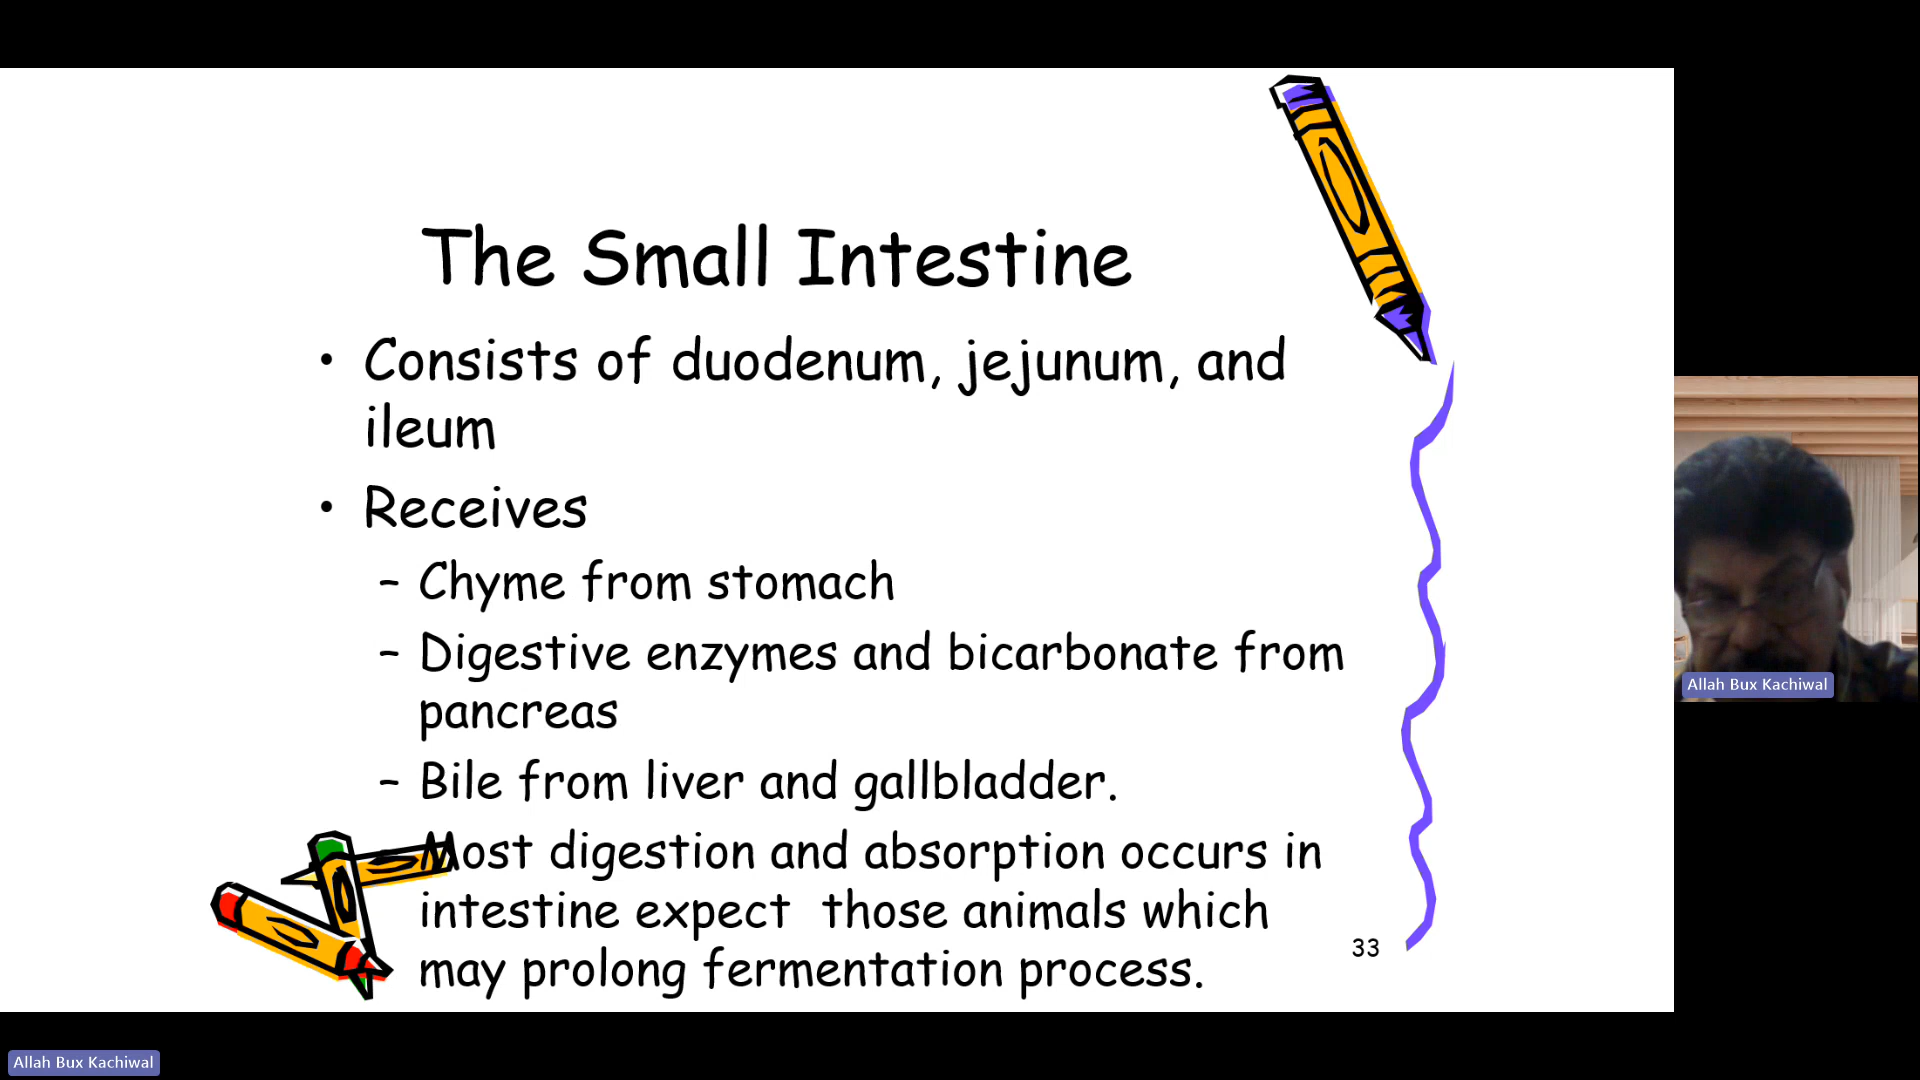 The Small Intestine
• Consists of duodenum, jejunum, and
ileum
• Receives
– Chyme from stomach
– Digestive enzymes and bicarbonate from
pancreas
– Bile from liver and gallbladder.
Most digestion and absorption occurs in
intestine expect those animals which
may prolong fermentation process.
33
Allah Bux Kachiwal
Allah Bux Kachiwal